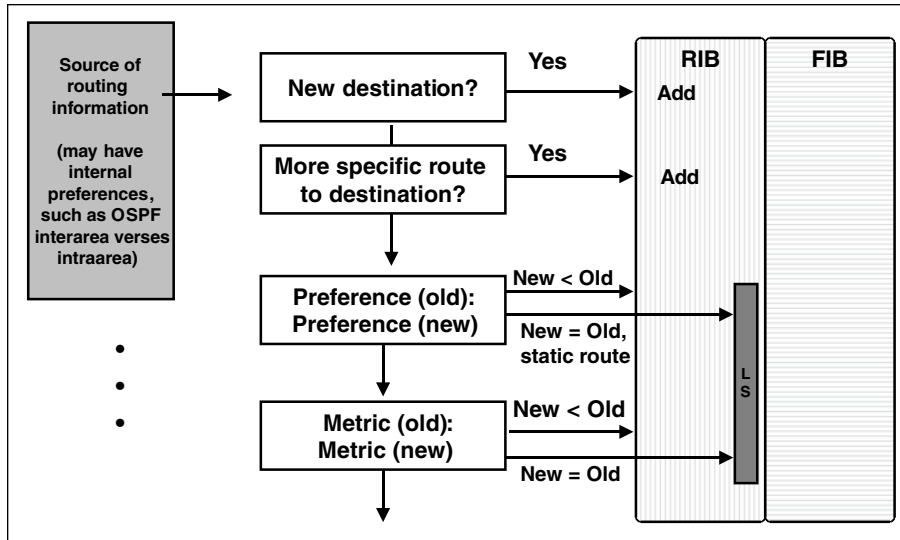 Source of
routing
information
(may have
internal
preferences,
such as OSPF
interarea verses
intraarea)
New destination?
Yes
RIB
FIB
Add
More specific route
to destination?
Yes
Add
Preference (old):
Preference (new)
New < Old
New = Old,
static route
Metric (old):
Metric (new)
New < Old
New = Old
L
S